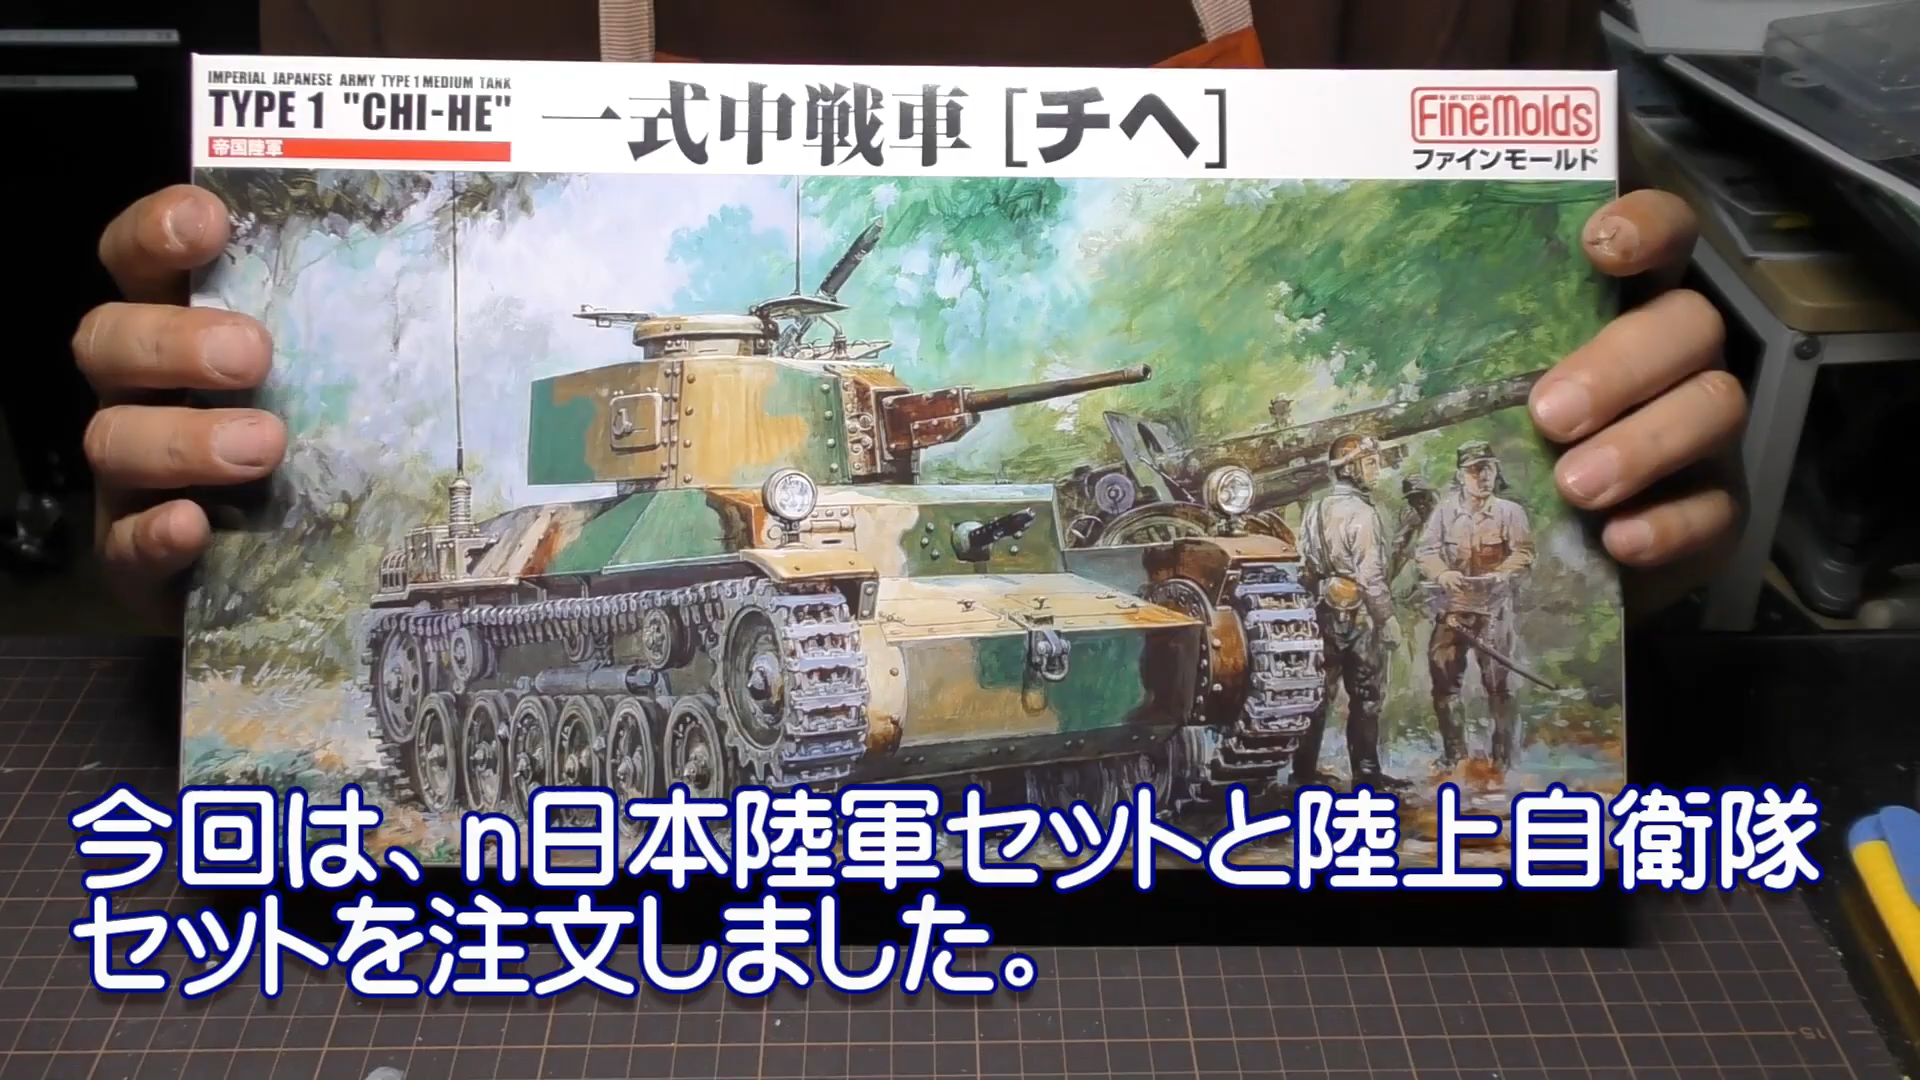 IMPERIAL JAPANESE ARMY TYPE 1 MEDIUM TANK
TYPE 1 "CHI-HE"
帝国陸軍
一式中戦車 [チヘ]
FineMolds
ファインモールド
今回は、n日本陸軍セットと陸上自衛隊
セットを注文しました。
15